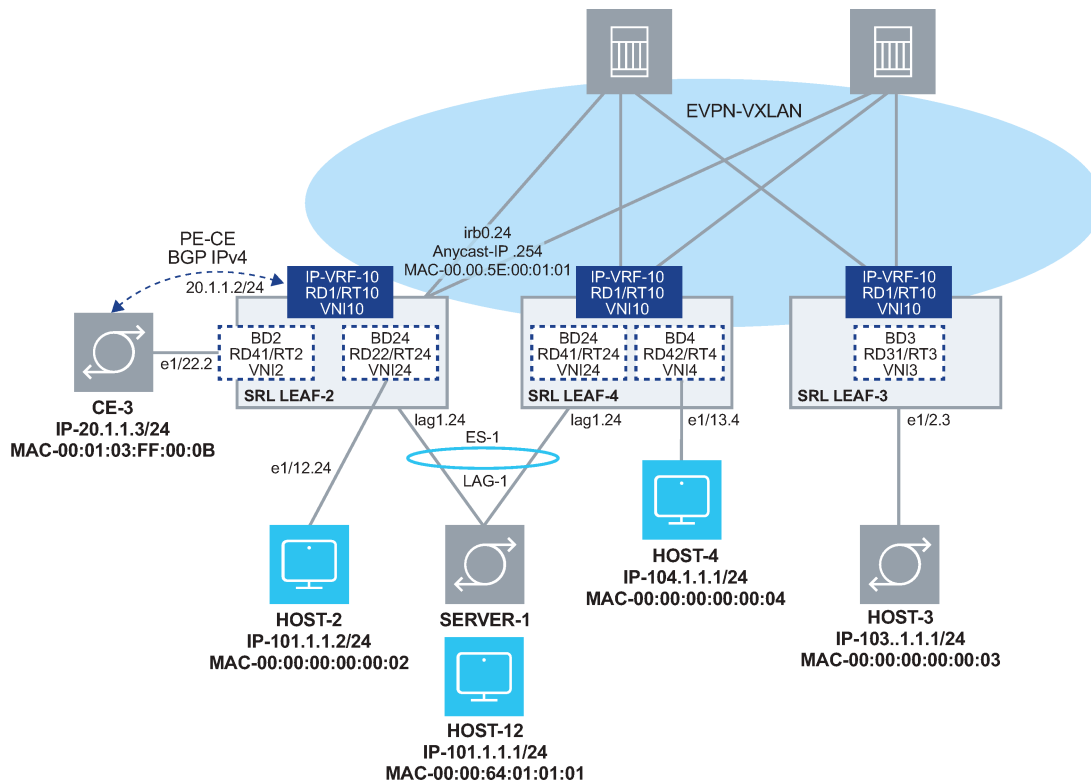 EVPN-VXLAN
irb0.24
Anycast-IP .254
MAC-00.00.5E:00:01:01
PE-CE
BGP IPv4
20.1.1.2/24
IP-VRF-10
RD1/RT10
VNI10
IP-VRF-10
RD1/RT10
VNI10
IP-VRF-10
RD1/RT10
VNI10
BD2
RD41/RT2
VNI2
BD24
RD22/RT24
VNI24
SRL LEAF-2
BD24
RD41/RT24
VNI24
BD4
RD42/RT4
VNI4
SRL LEAF-4
BD3
RD31/RT3
VNI3
SRL LEAF-3
e1/22.2
CE-3
IP-20.1.1.3/24
MAC-00:01:03:FF:00:0B
lag1.24
lag1.24
e1/13.4
e1/2.3
ES-1
LAG-1
e1/12.24
HOST-2
IP-101.1.1.2/24
MAC-00:00:00:00:00:02
SERVER-1
HOST-12
IP-101.1.1.1/24
MAC-00:00:64:01:01:01
HOST-4
IP-104.1.1.1/24
MAC-00:00:00:00:00:04
HOST-3
IP-103..1.1.1/24
MAC-00:00:00:00:00:03